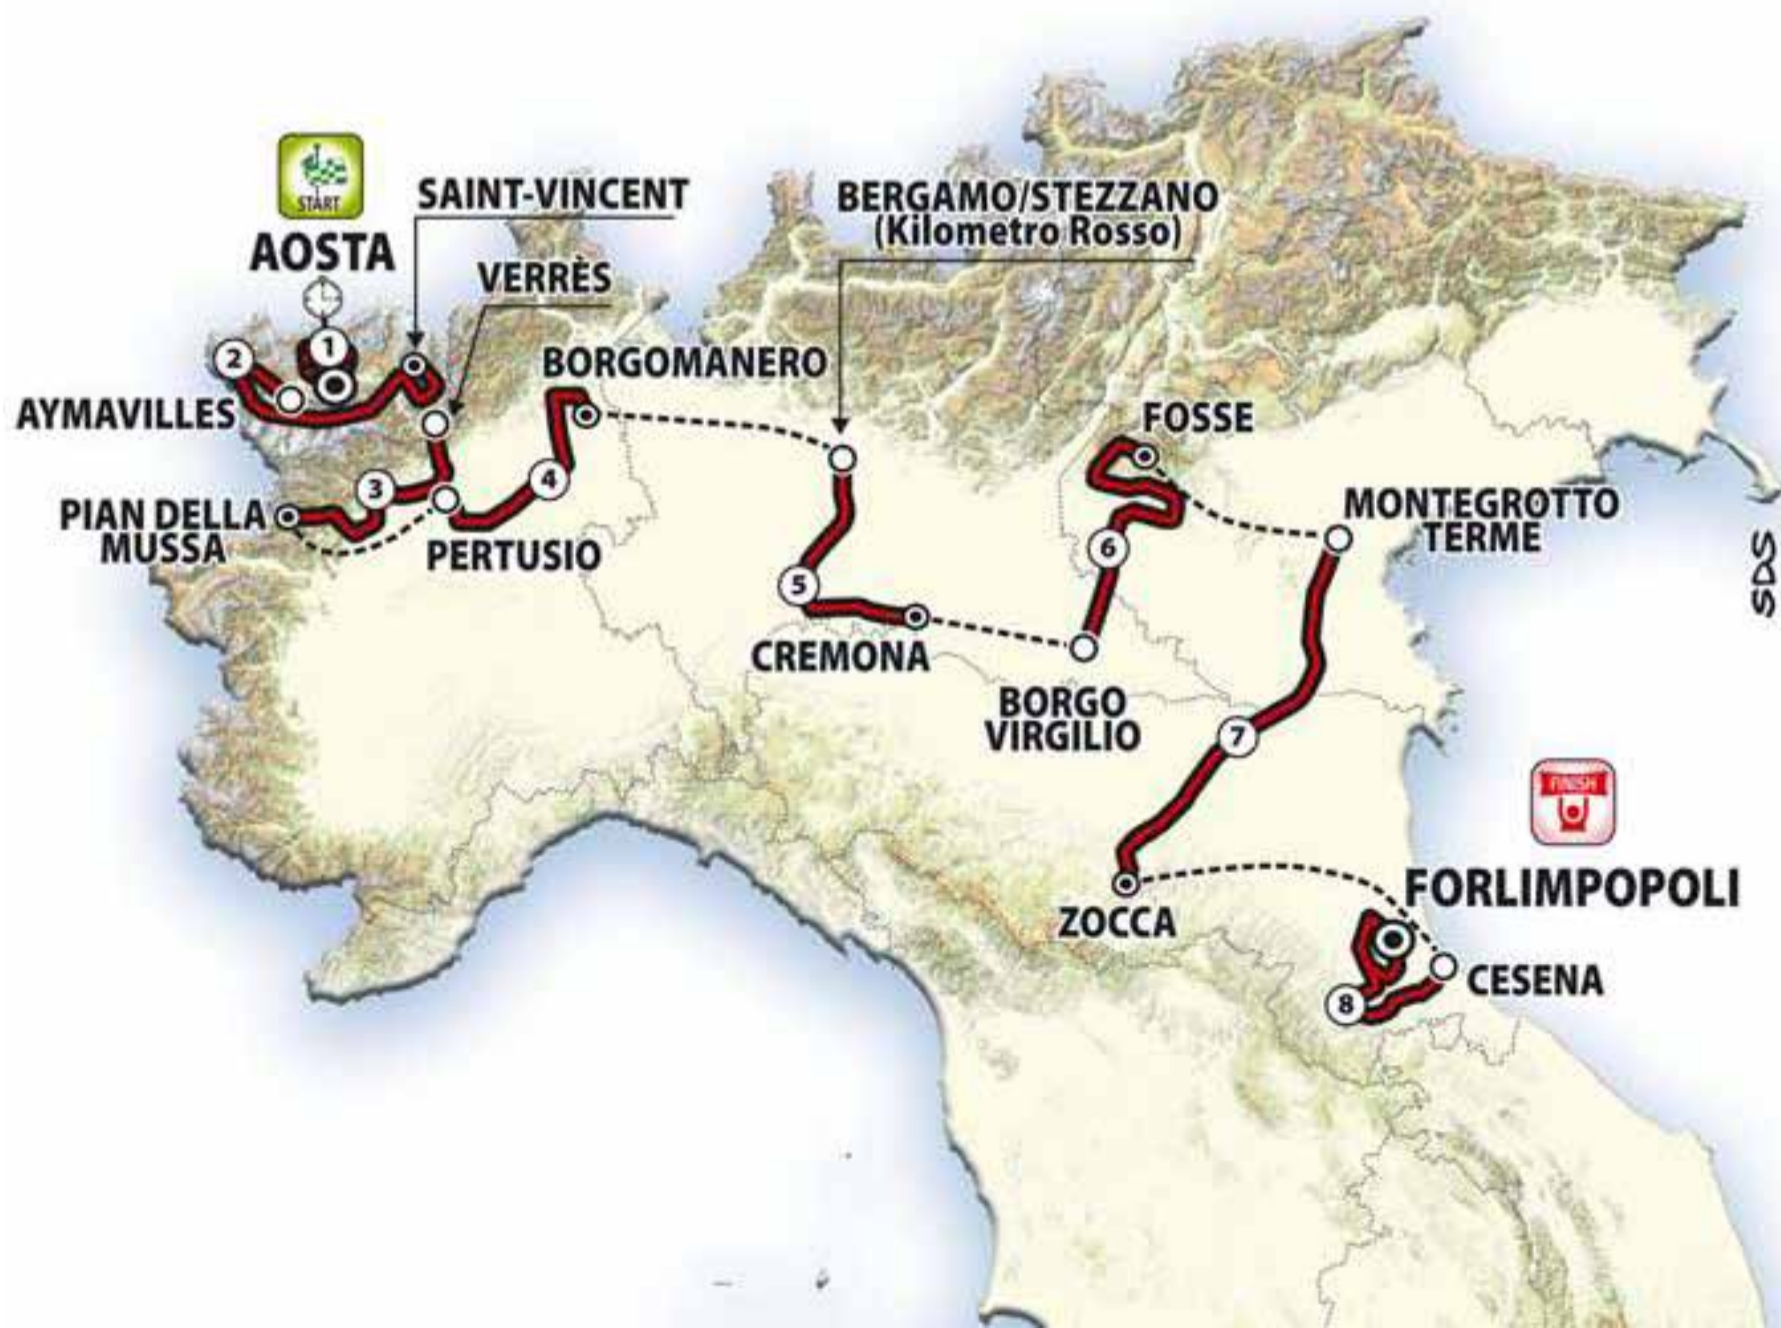 START
AOSTA
SAINT-VINCENT
VERRÈS
BERGAMO/STEZZANO
(Kilometro Rosso)
1
2
AYMAVILLES
BORGOMANERO
FOSSE
3
4
PIAN DELLA
MUSSA
PERTUSIO
MONTEGROTTO
TERME
SDS
5
6
CREMONA
BORGO
VIRGILIO
7
FINISH
FORLIMPOPOLI
ZOCCA
CESENA
8